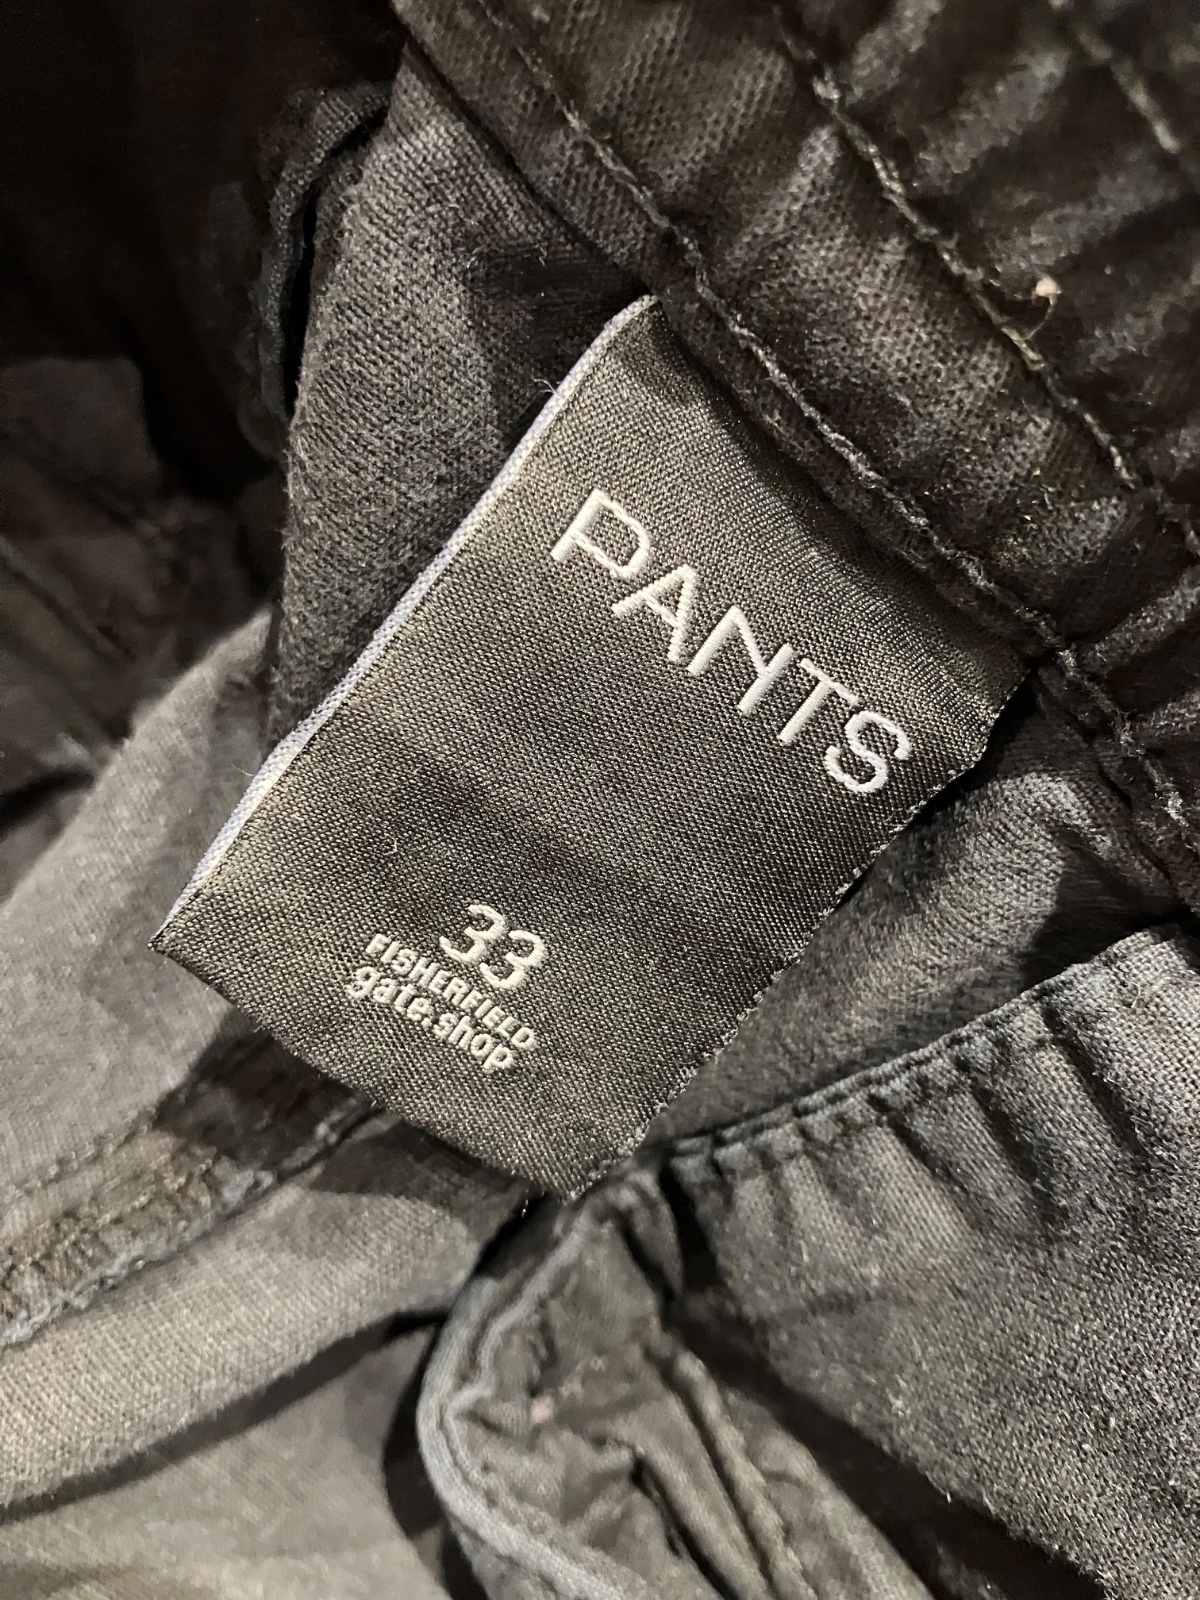 PANTS
33
FISHERFIELD
gate.shop